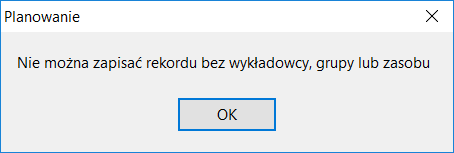 Planowanie
Nie można zapisać rekordu bez wykładowcy, grupy lub zasobu
OK